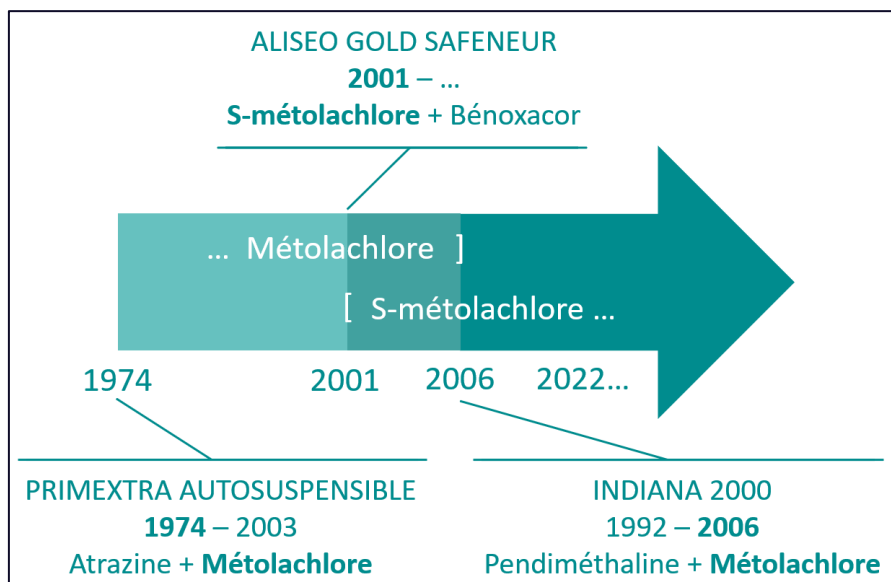 ALISEO GOLD SAFENEUR
2001 – ...
S-métolachlore + Bénoxacor
... Métolachlore ]
[ S-métolachlore ...
1974 2001 2006 2022...
PRIMEXTRA AUTOSUSPENSIBLE
1974 – 2003
Atrazine + Métolachlore
INDIANA 2000
1992 – 2006
Pendiméthaline + Métolachlore